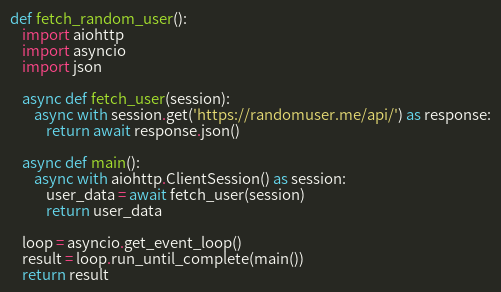 def fetch_random_user():
    import aiohttp
    import asyncio
    import json

    async def fetch_user(session):
        async with session.get('https://randomuser.me/api/') as response:
            return await response.json()

    async def main():
        async with aiohttp.ClientSession() as session:
            user_data = await fetch_user(session)
            return user_data

    loop = asyncio.get_event_loop()
    result = loop.run_until_complete(main())
    return result